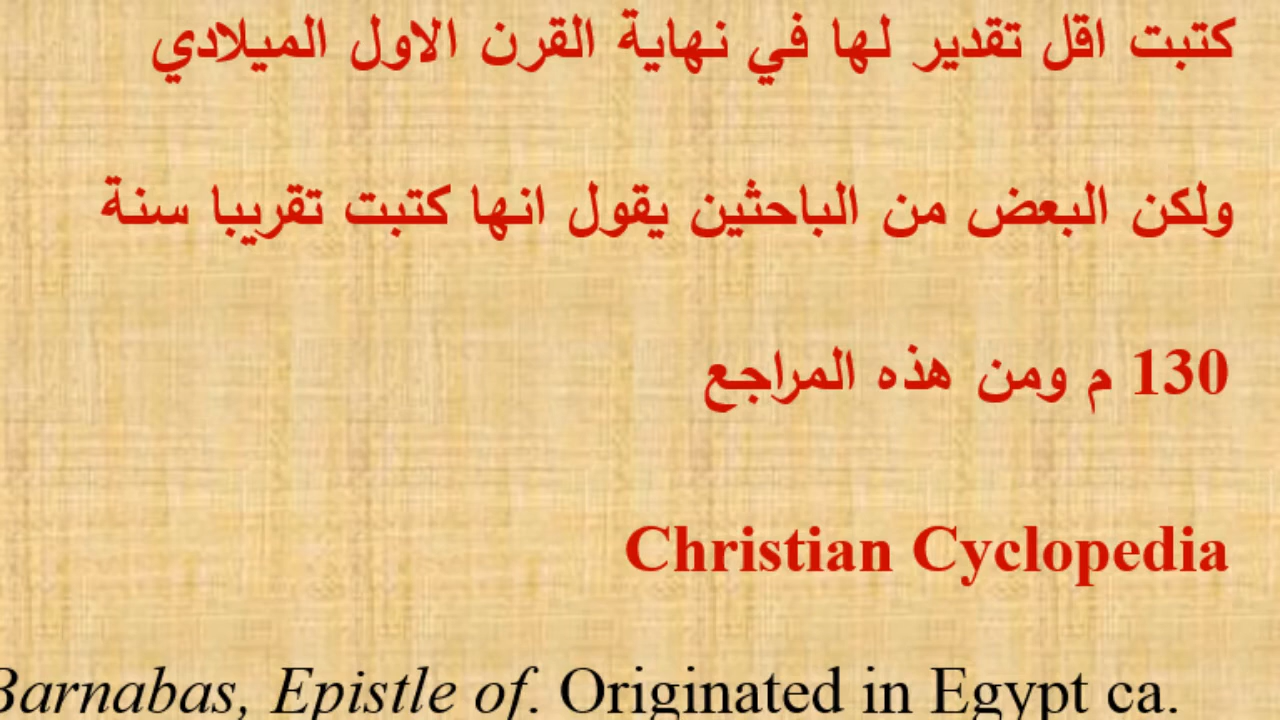 كتبت اقل تقدير لها في نهاية القرن الاول الميلادي
ولكن البعض من الباحثين يقول انها كتبت تقريبا سنة
130 م ومن هذه المراجع
Christian Cyclopedia
Barnabas, Epistle of. Originated in Egypt ca.